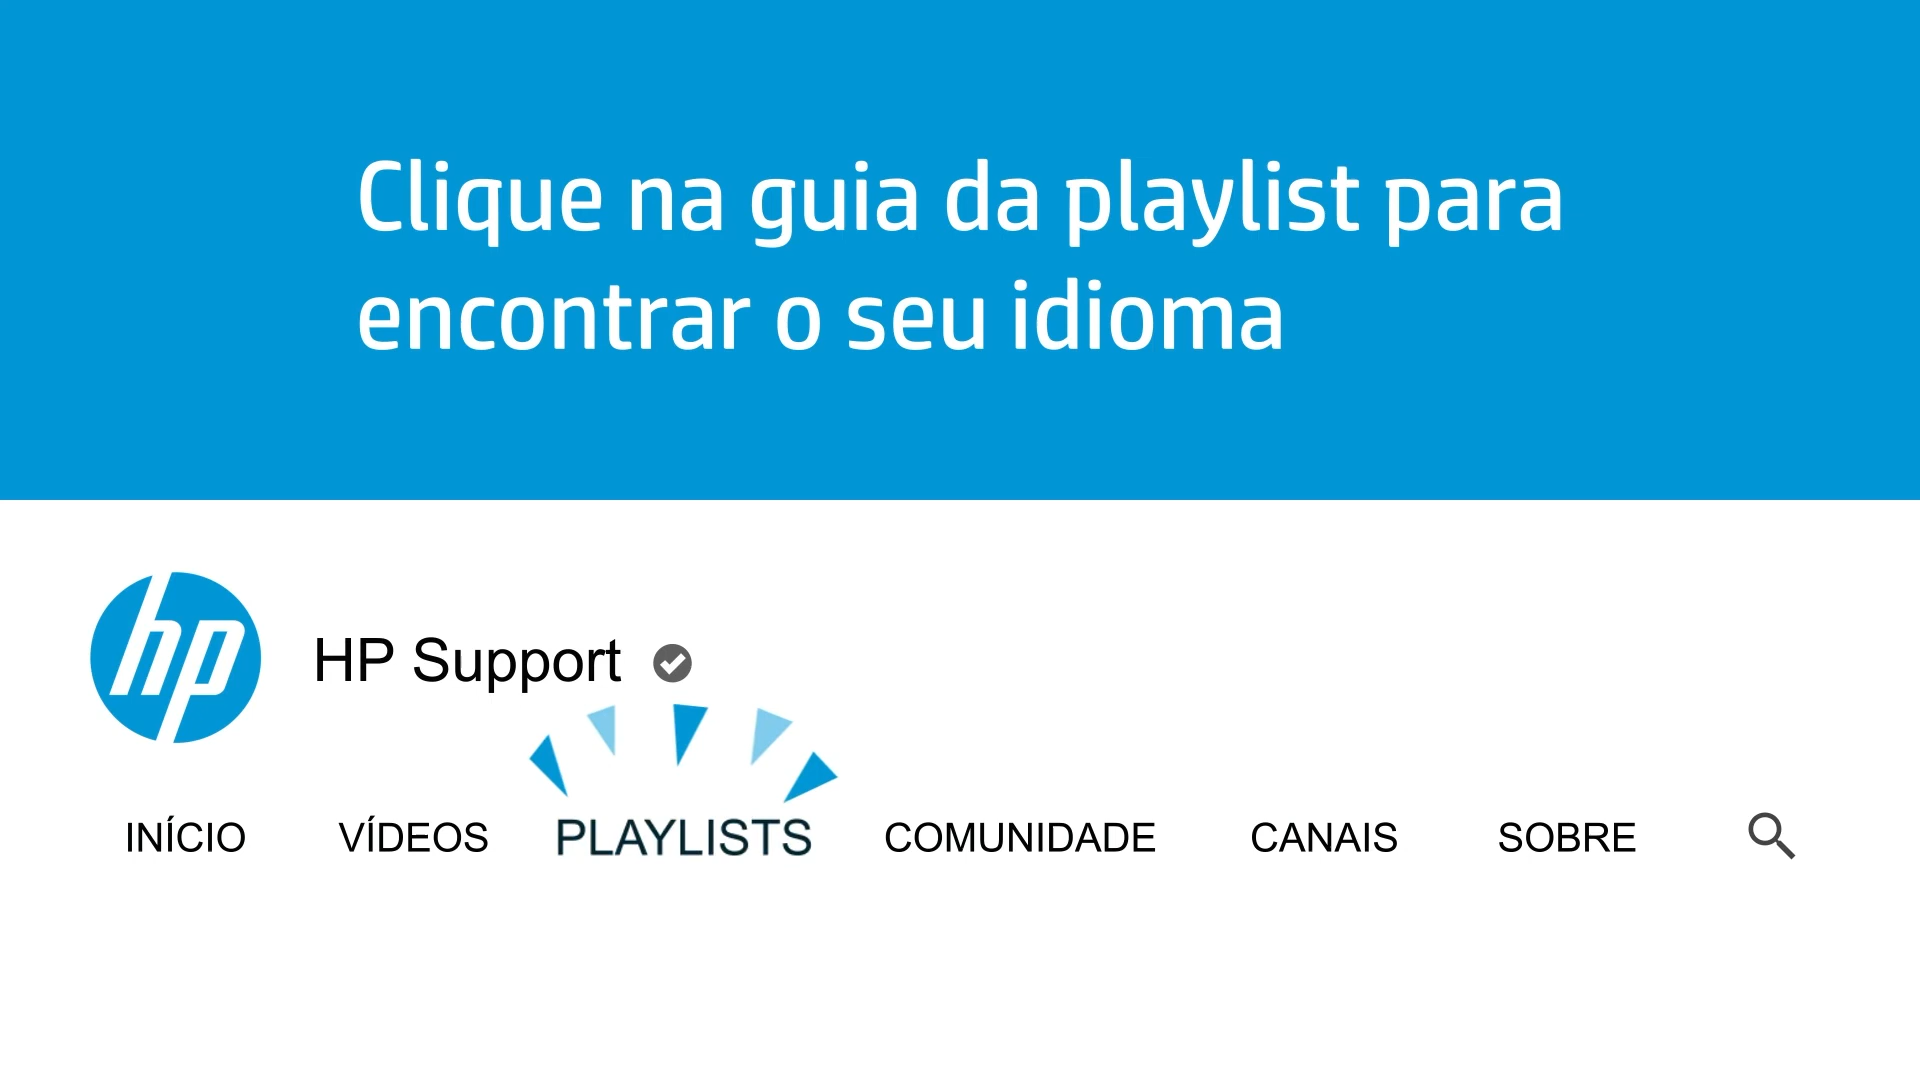 Clique na guia da playlist para
encontrar o seu idioma
hp
HP Support
INÍCIO VÍDEOS PLAYLISTS COMUNIDADE CANAIS SOBRE